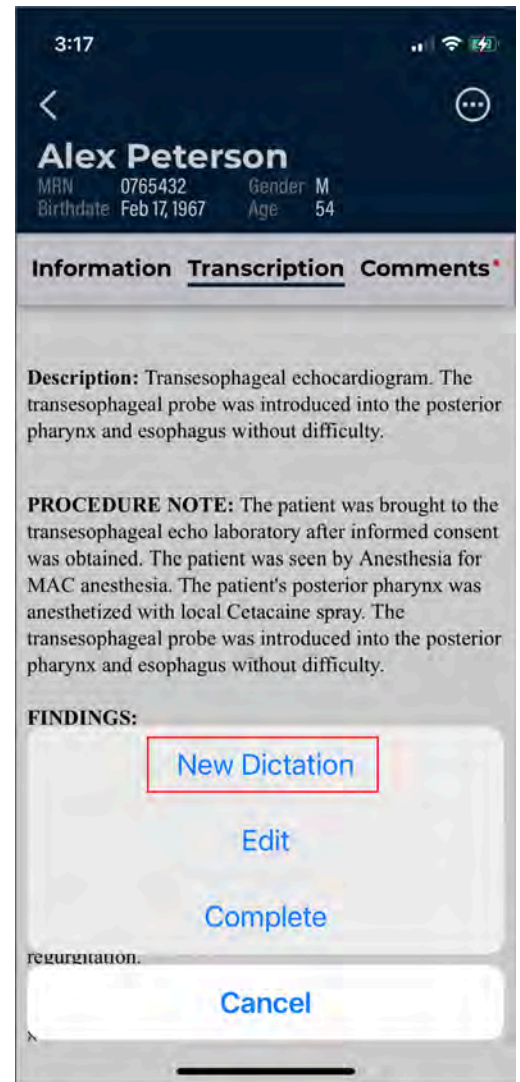 3:17
Alex Peterson
MRN 0765432 Gender M
Birthdate Feb 17, 1967 Age 54
Information Transcription Comments*
Description: Transesophageal echocardiogram. The
transesophageal probe was introduced into the posterior
pharynx and esophagus without difficulty.
PROCEDURE NOTE: The patient was brought to the
transesophageal echo laboratory after informed consent
was obtained. The patient was seen by Anesthesia for
MAC anesthesia. The patient's posterior pharynx was
anesthetized with local Cetacaine spray. The
transesophageal probe was introduced into the posterior
pharynx and esophagus without difficulty.
FINDINGS:
New Dictation
Edit
Complete
regurgitation.
Cancel